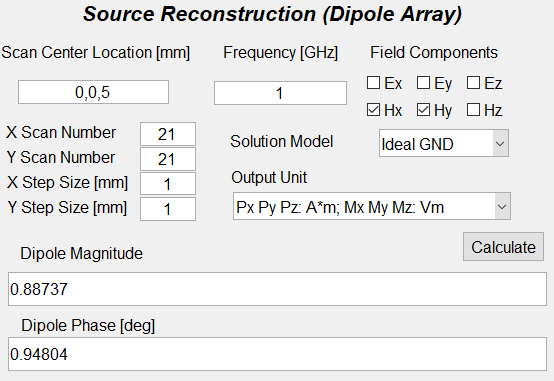 Source Reconstruction (Dipole Array)
Scan Center Location [mm]
0,0,5
Frequency [GHz]
1
Field Components
Ex Ey Ez
Hx Hy Hz
X Scan Number 21
Y Scan Number 21
X Step Size [mm] 1
Y Step Size [mm] 1
Solution Model Ideal GND
Output Unit
Px Py Pz: A*m; Mx My Mz: Vm
Calculate
Dipole Magnitude
0.88737
Dipole Phase [deg]
0.94804